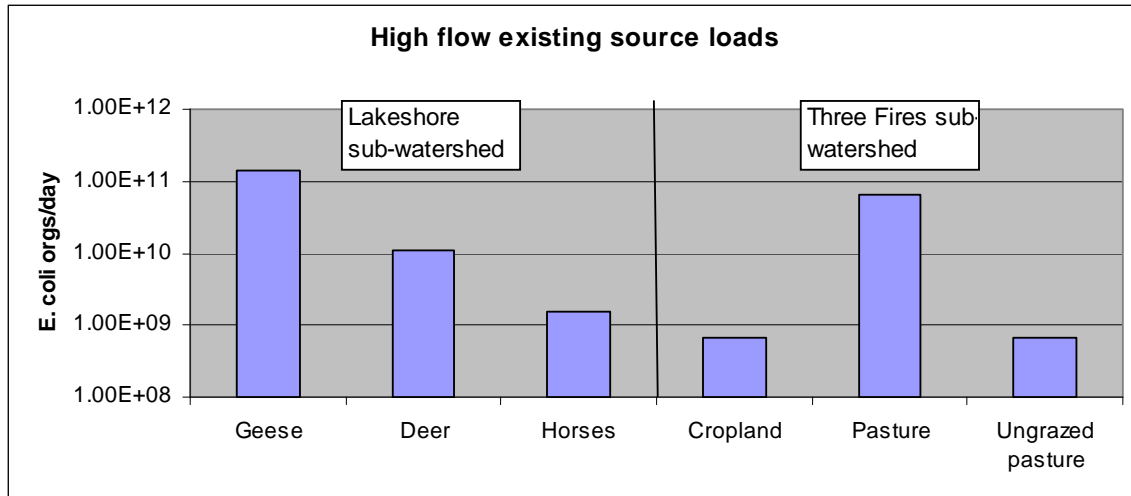 High flow existing source loads
1.00E+12
1.00E+11
1.00E+10
1.00E+09
1.00E+08
E. coli orgs/day
Lakeshore
sub-watershed
Three Fires sub-
watershed
Geese
Deer
Horses
Cropland
Pasture
Ungrazed
pasture